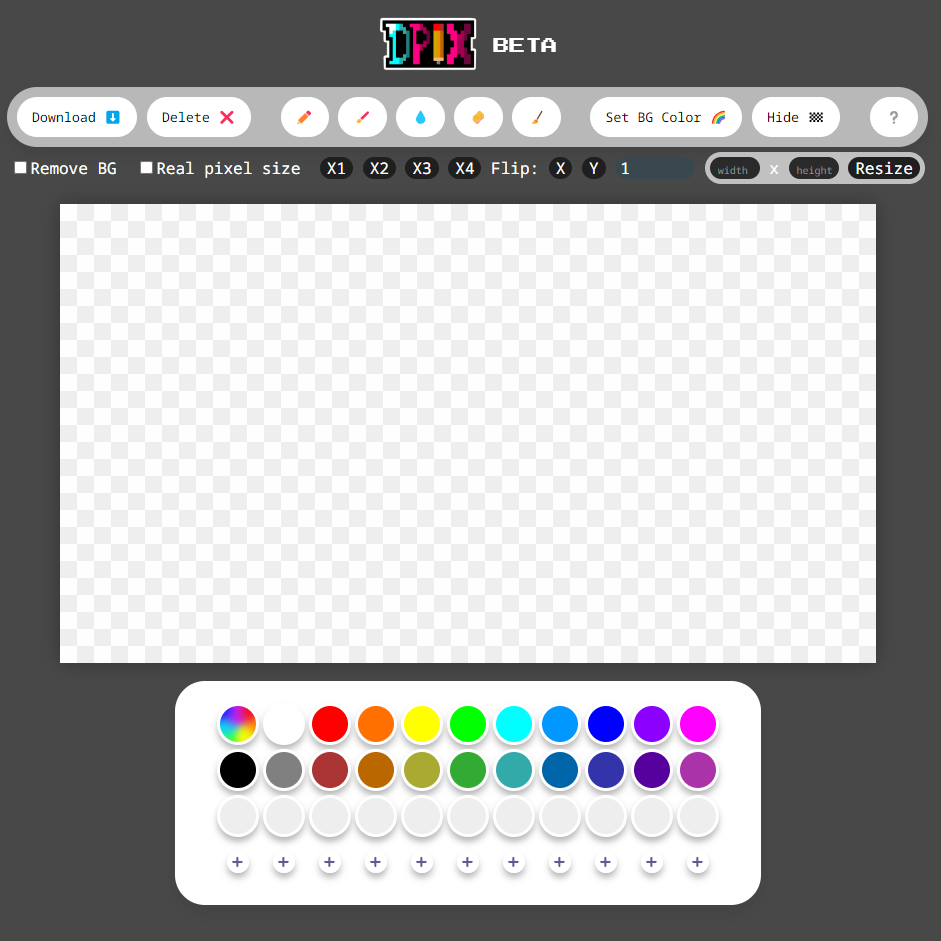 DPIX BETA
Download Delete Set BG Color Hide ?
Remove BG Real pixel size X1 X2 X3 X4 Flip: X Y 1 width x height Resize
+ + + + + + + + + + +